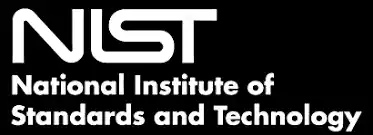 NIST
National Institute of
Standards and Technology